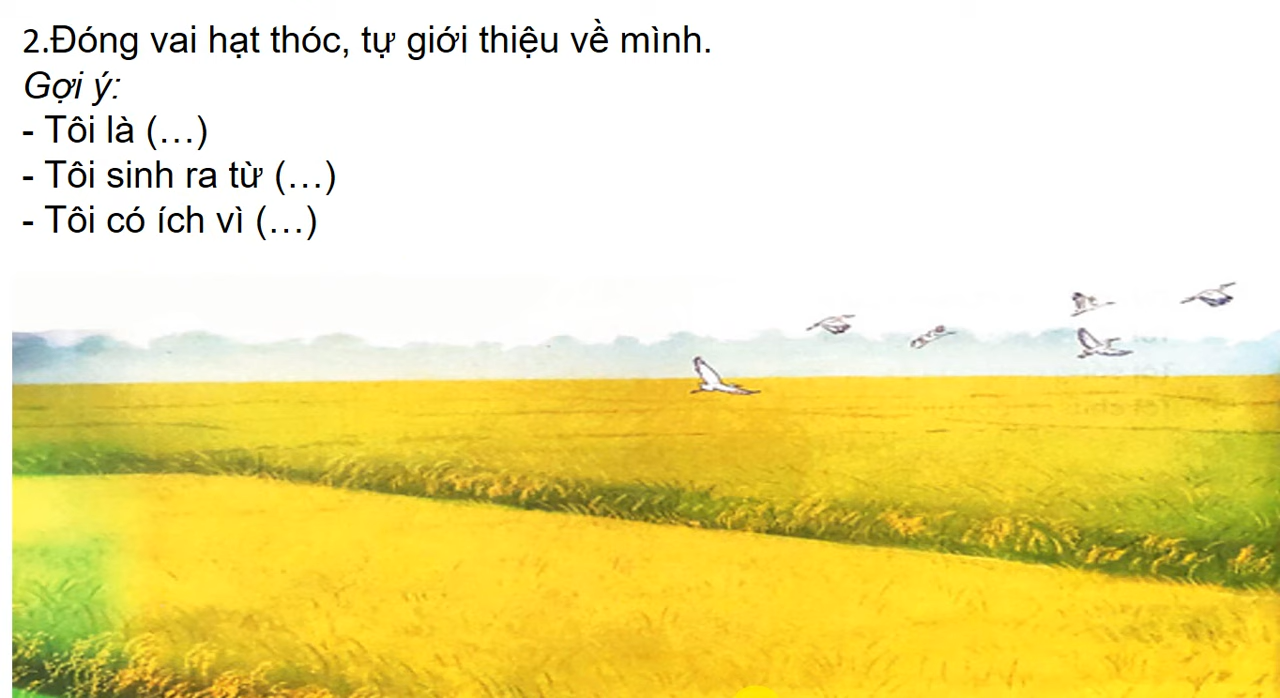 2.Đóng vai hạt thóc, tự giới thiệu về mình.
Gợi ý:
- Tôi là (…)
- Tôi sinh ra từ (…)
- Tôi có ích vì (…)